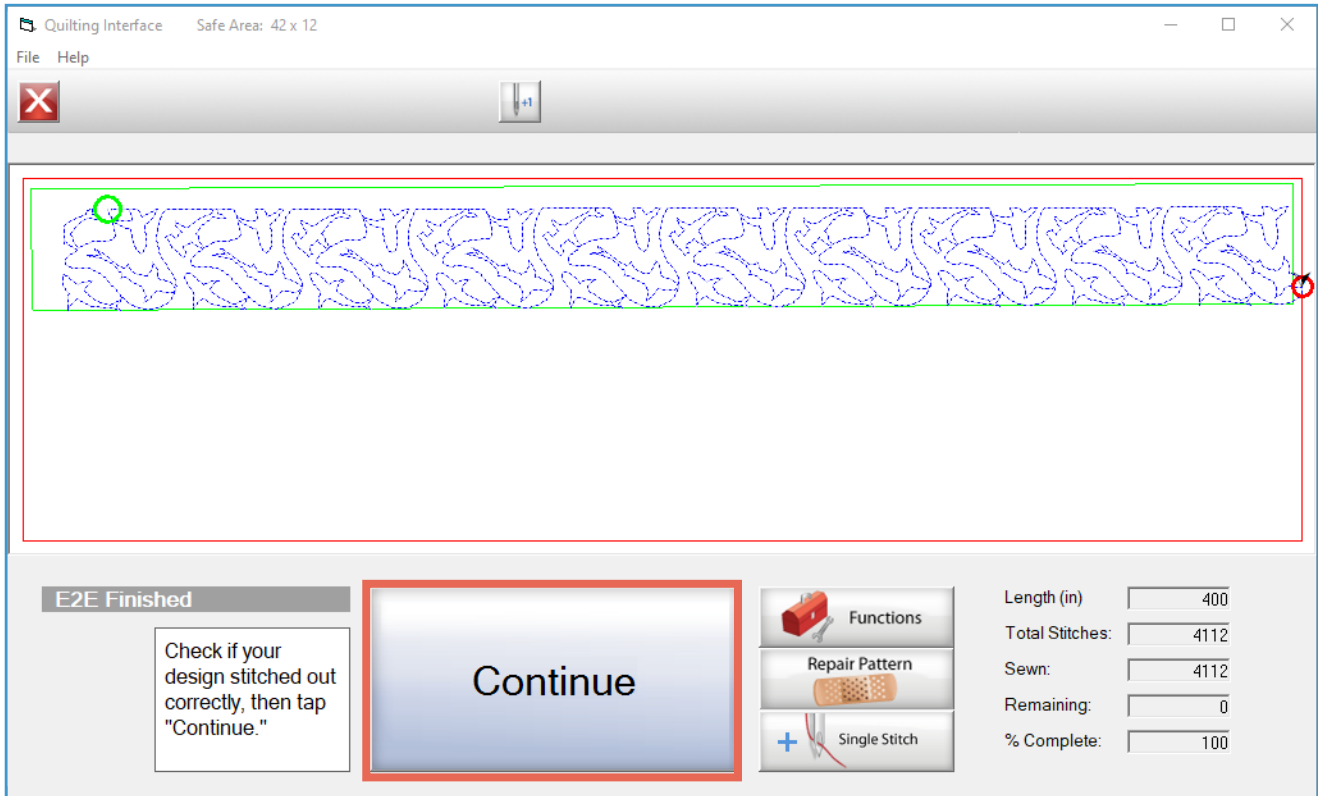 Quilting Interface Safe Area: 42 x 12
File Help
+1
E2E Finished
Check if your
design stitched out
correctly, then tap
"Continue."
Continue
Functions
Repair Pattern
Single Stitch
Length (in) 400
Total Stitches: 4112
Sewn: 4112
Remaining: 0
% Complete: 100